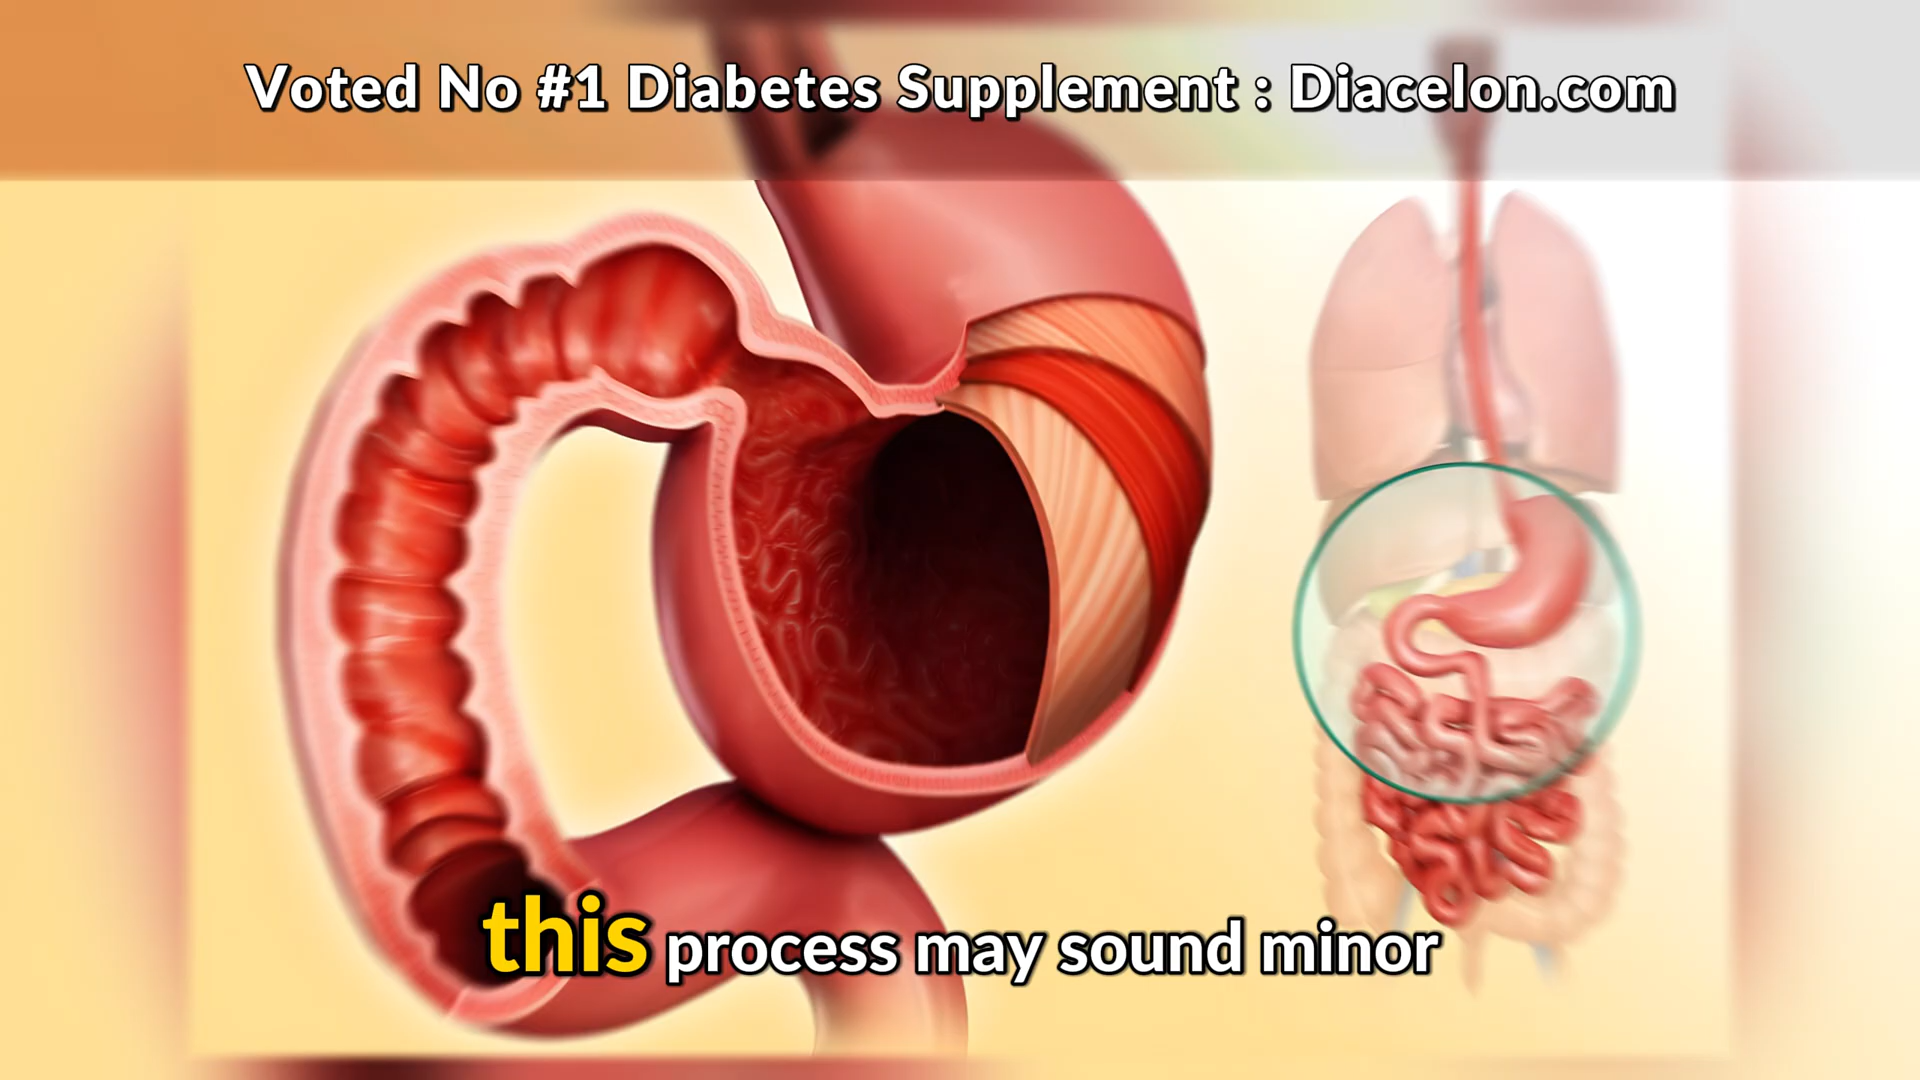 Voted No #1 Diabetes Supplement : Diacelon.com
this process may sound minor